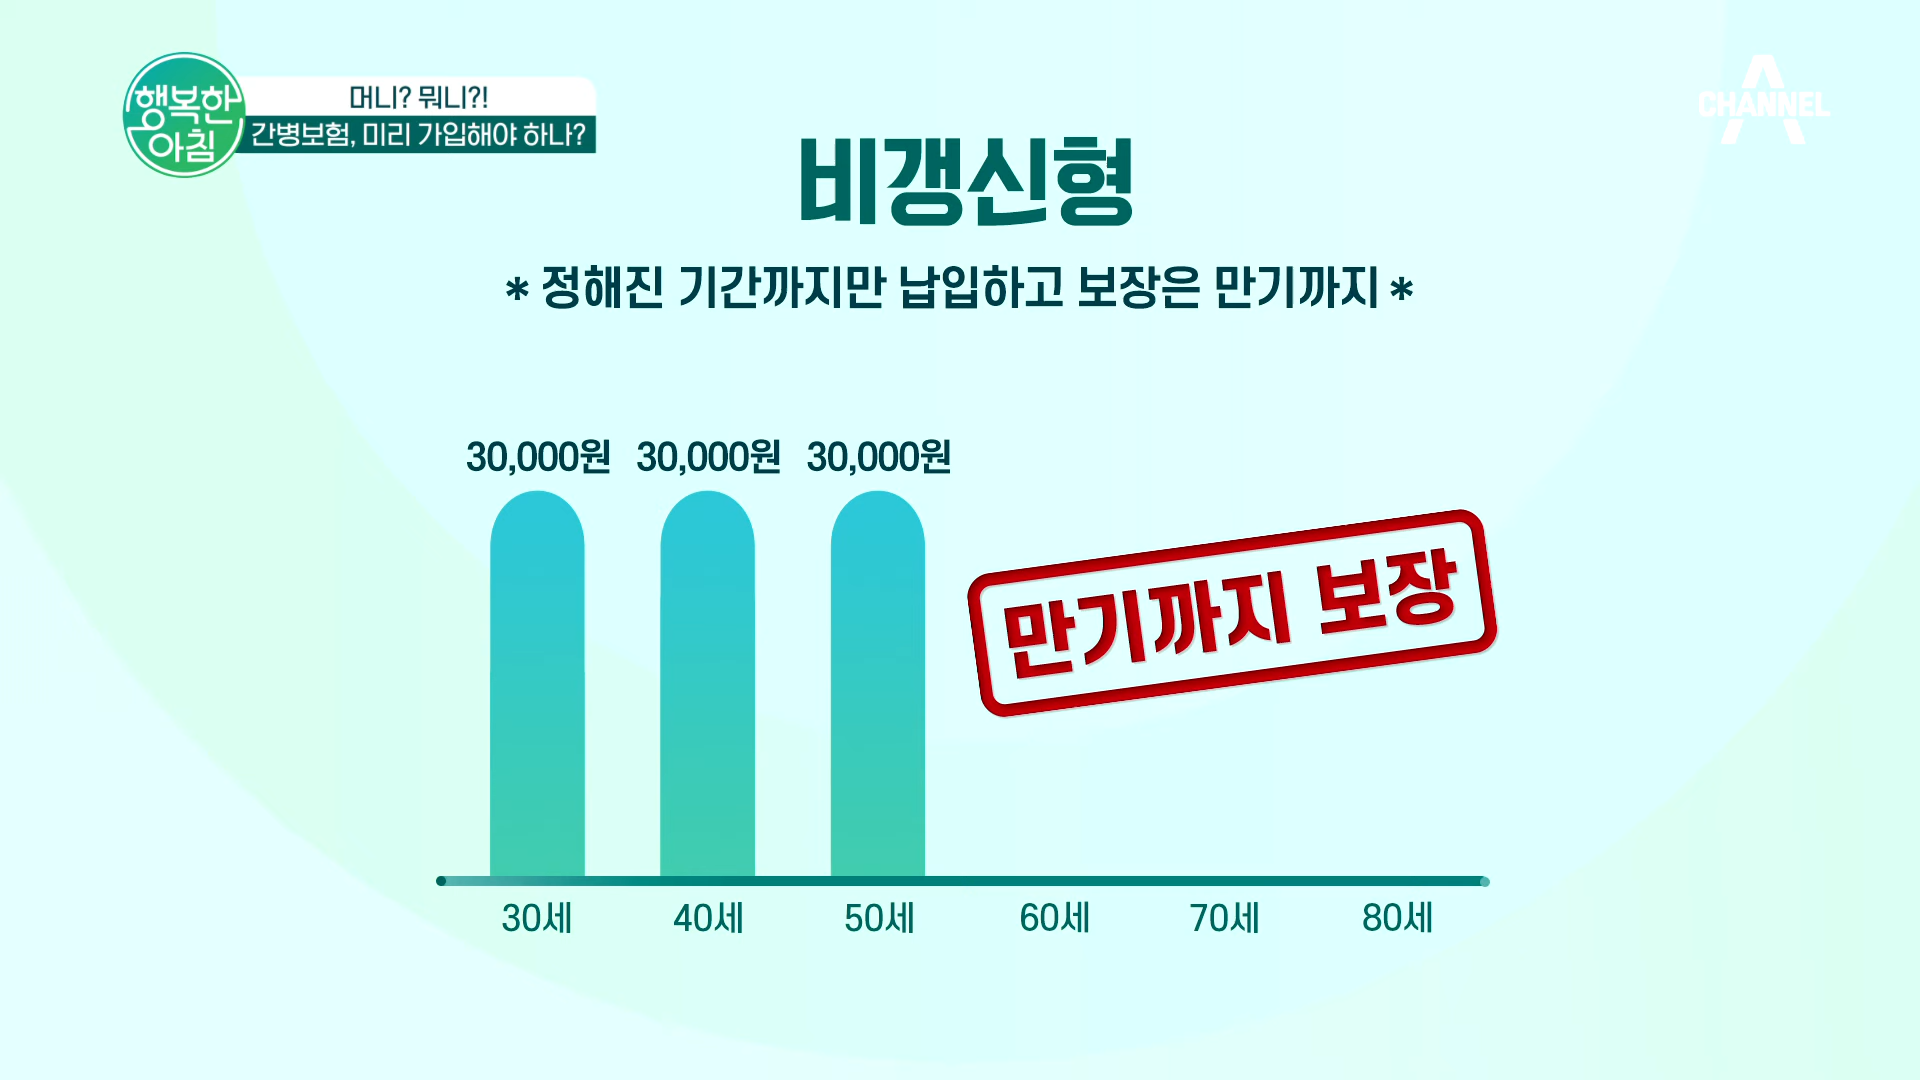 행복한
아침
머니? 뭐니?!
간병보험, 미리 가입해야 하나?
CHANNEL A
비갱신형
* 정해진 기간까지만 납입하고 보장은 만기까지 *
30,000원 30,000원 30,000원
만기까지 보장
30세 40세 50세 60세 70세 80세